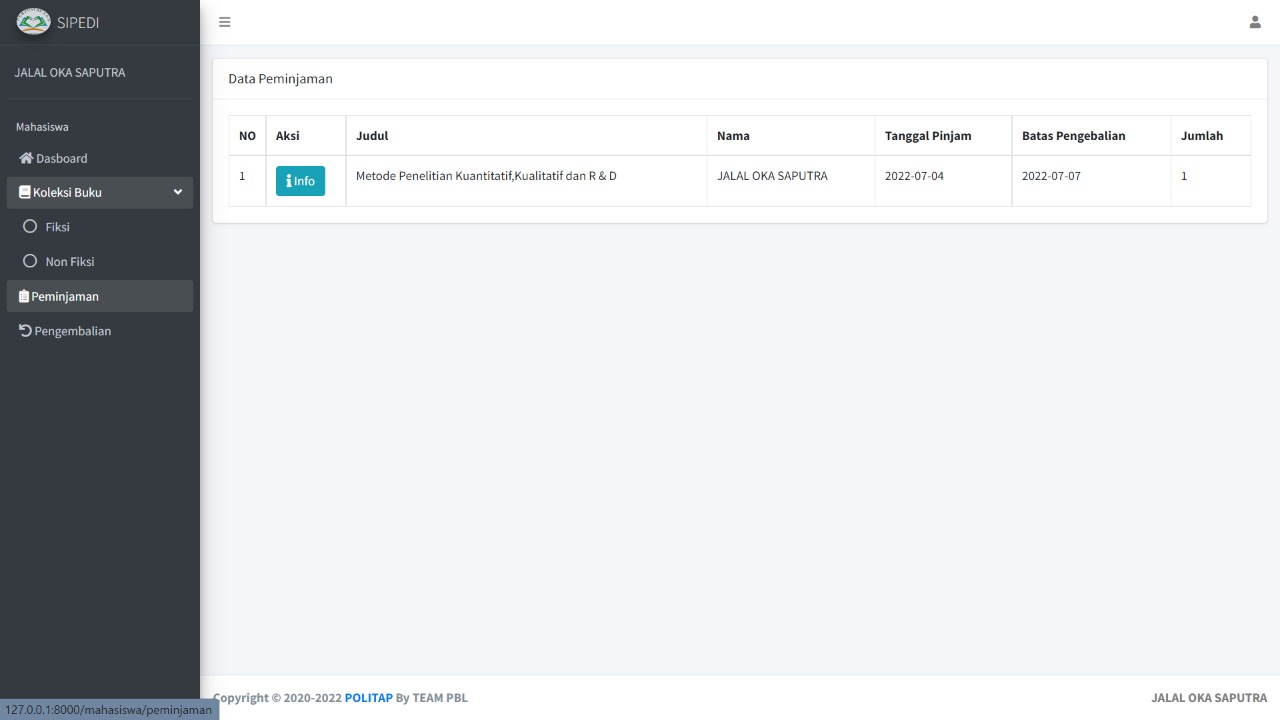 SIPEDI
JALAL OKA SAPUTRA
Mahasiswa
Dasboard
Koleksi Buku
Fiksi
Non Fiksi
Peminjaman
Pengembalian
Data Peminjaman
NO Aksi Judul Nama Tanggal Pinjam Batas Pengebalian Jumlah
1 Info Metode Penelitian Kuantitatif,Kualitatif dan R & D JALAL OKA SAPUTRA 2022-07-04 2022-07-07 1
Copyright © 2020-2022 POLITAP By TEAM PBL JALAL OKA SAPUTRA
127.0.0.1:8000/mahasiswa/peminjaman